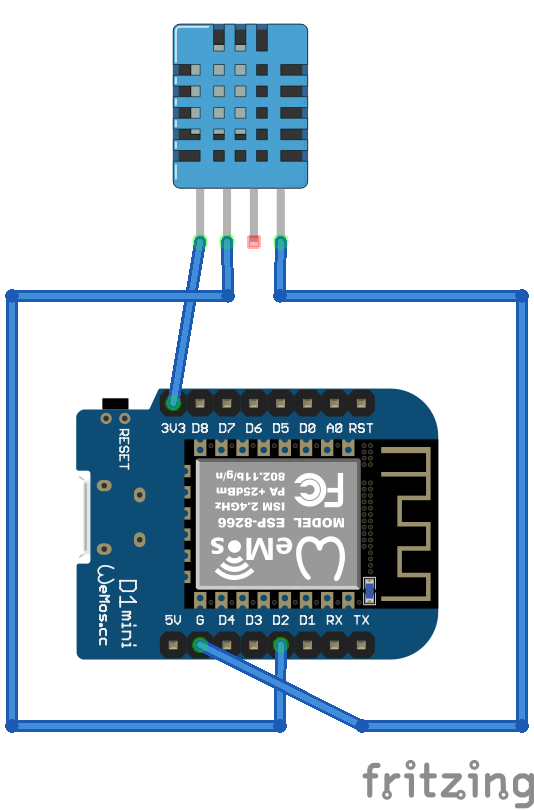 3V3 D8 D7 D6 D5 D0 A0 RST
RESET
802.11b/g/n
PA +25dBm
ISM 2.4GHz
MODEL ESP-8266
FC
WeMos
D1 mini
WeMos.cc
5V G D4 D3 D2 D1 RX TX
fritzing